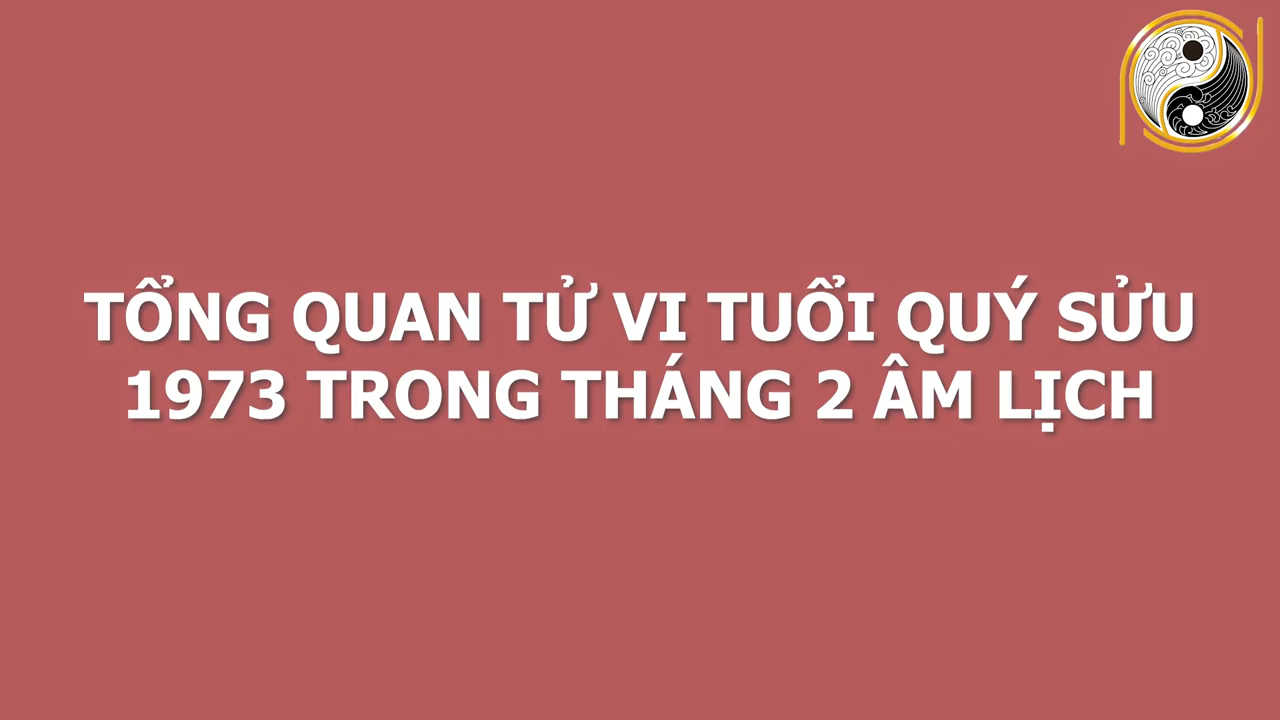 TỔNG QUAN TỬ VI TUỔI QUÝ SỬU
1973 TRONG THÁNG 2 ÂM LỊCH